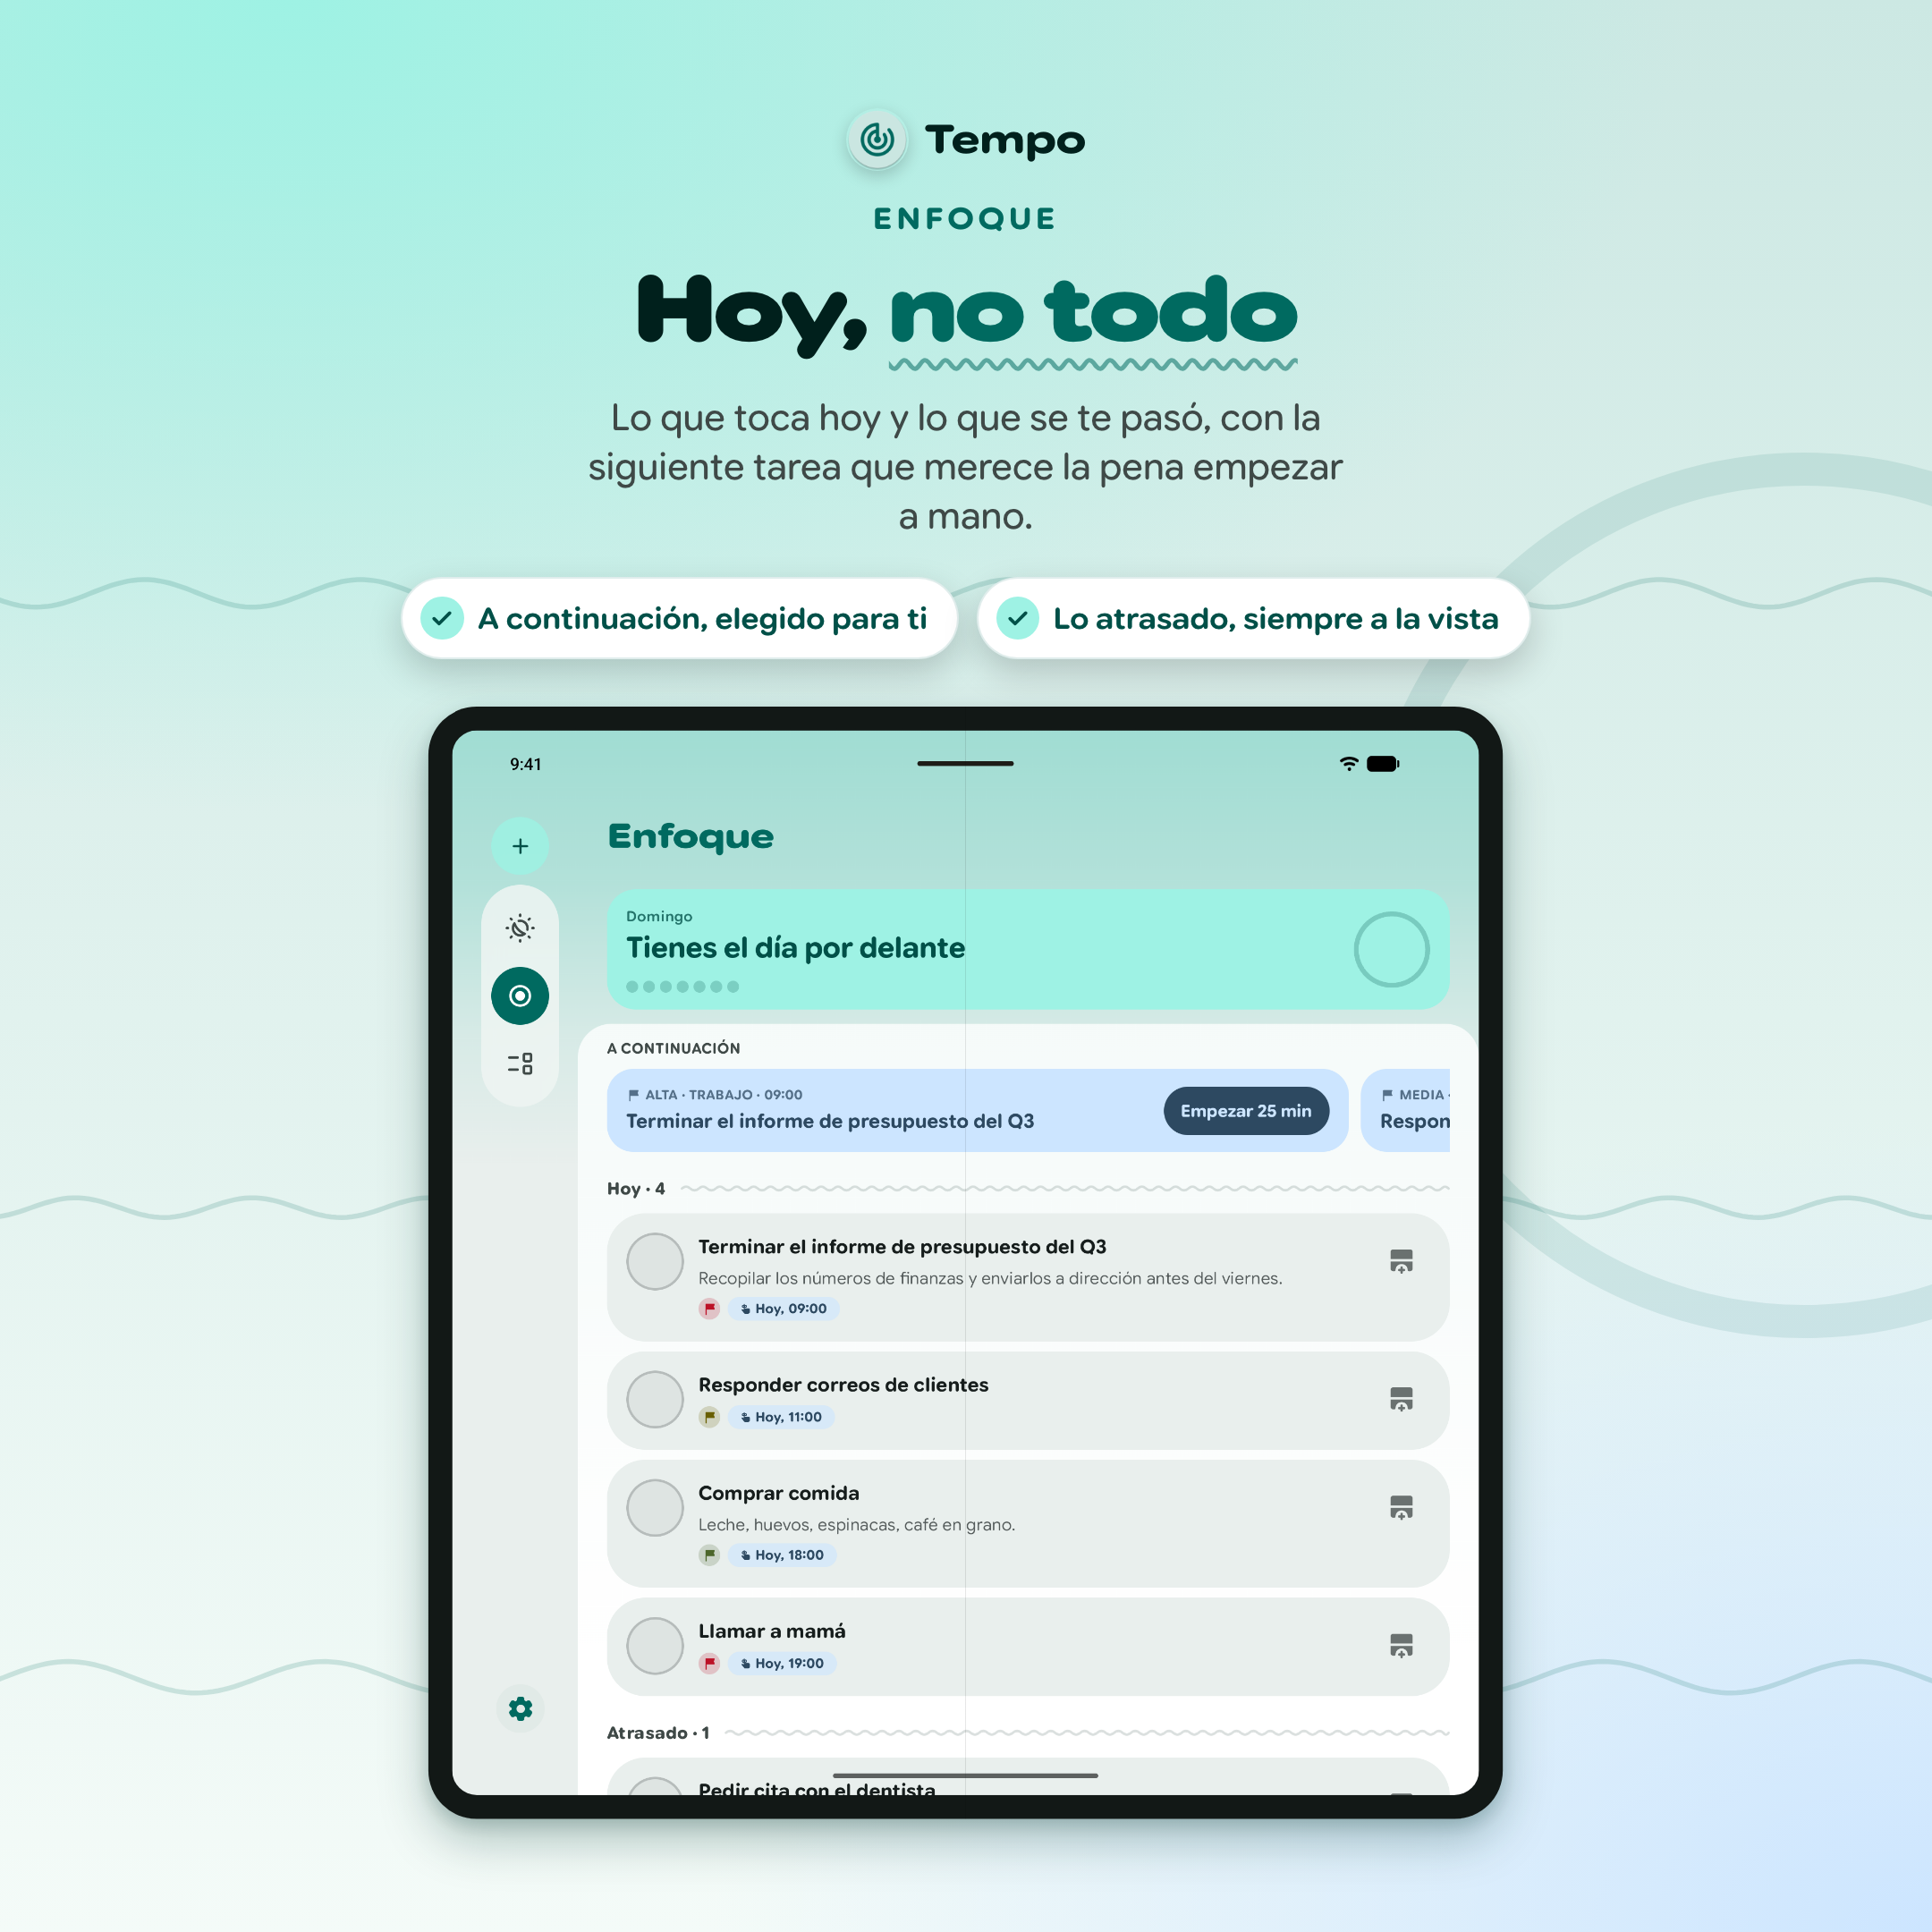 Tempo
ENFOQUE
Hoy, no todo
Lo que toca hoy y lo que se te pasó, con la
siguiente tarea que merece la pena empezar
a mano.
A continuación, elegido para ti
Lo atrasado, siempre a la vista
9:41
Enfoque
Domingo
Tienes el día por delante
A CONTINUACIÓN
ALTA · TRABAJO · 09:00
Terminar el informe de presupuesto del Q3
Empezar 25 min
MEDIA ·
Respon
Hoy · 4
Terminar el informe de presupuesto del Q3
Recopilar los números de finanzas y enviarlos a dirección antes del viernes.
Hoy, 09:00
Responder correos de clientes
Hoy, 11:00
Comprar comida
Leche, huevos, espinacas, café en grano.
Hoy, 18:00
Llamar a mamá
Hoy, 19:00
Atrasado · 1
Pedir cita con el dentista